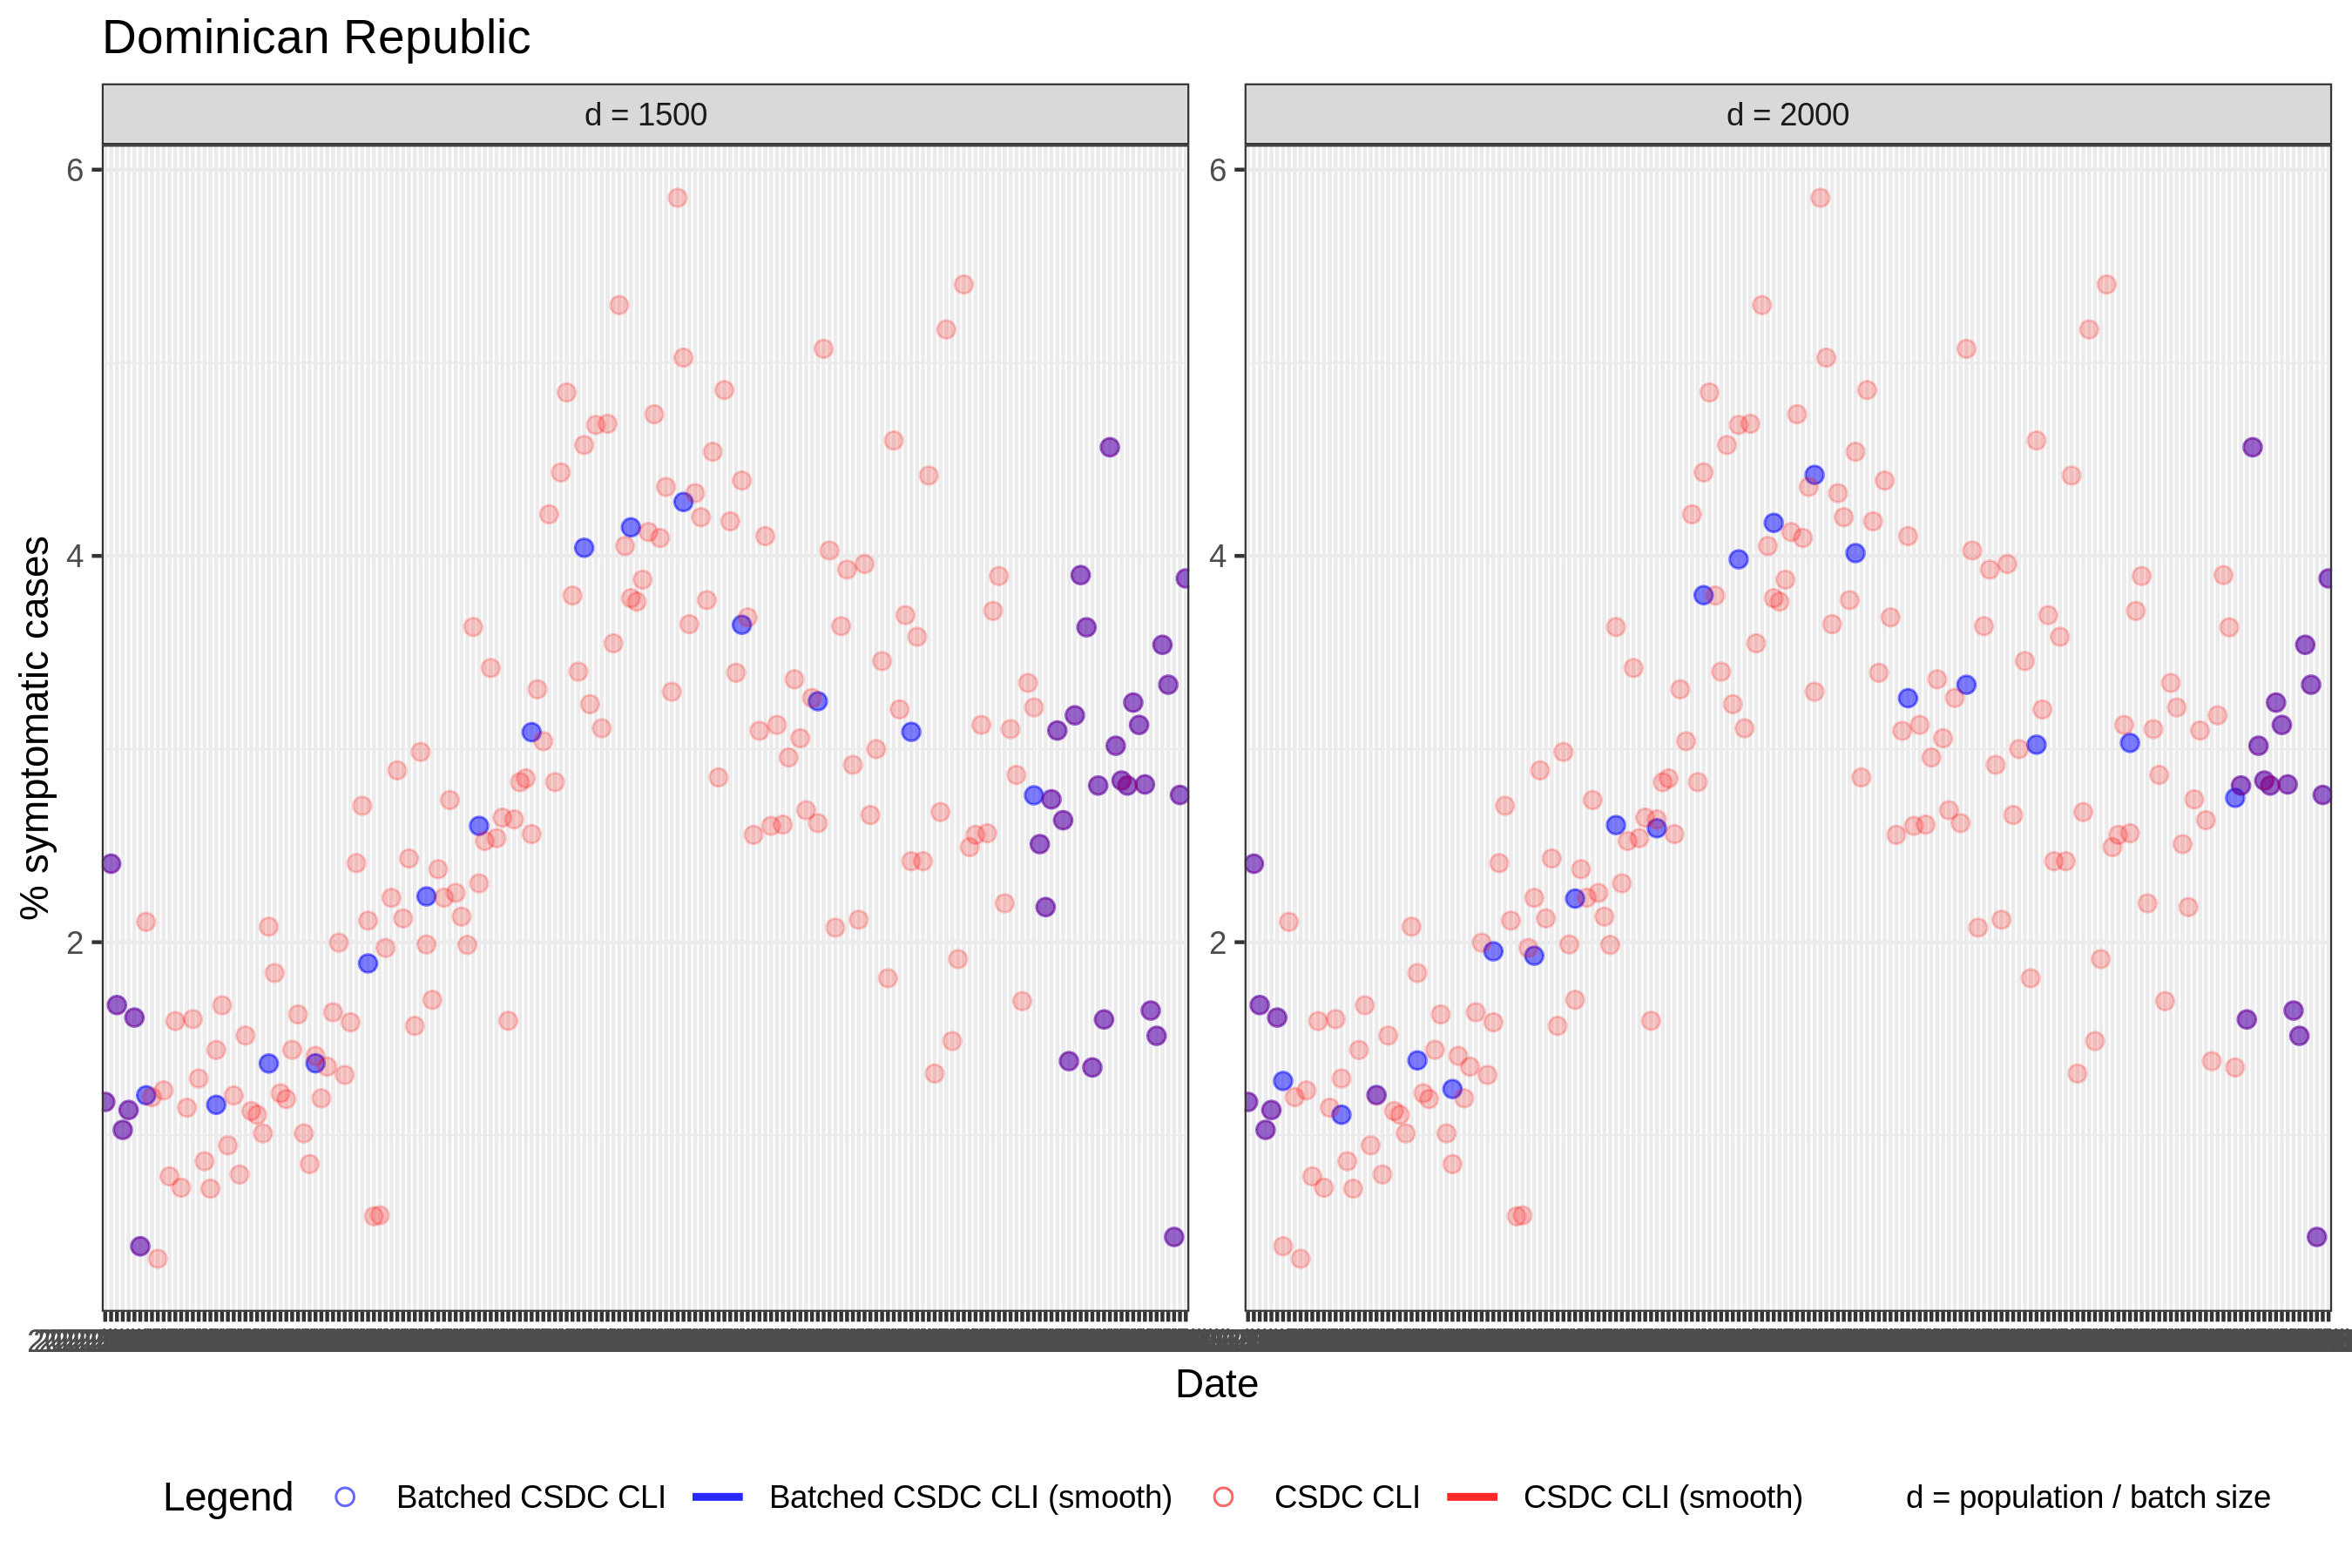 Dominican Republic
d = 1500
d = 2000
6
4
2
6
4
2
% symptomatic cases
Date
Legend
Batched CSDC CLI
Batched CSDC CLI (smooth)
CSDC CLI
CSDC CLI (smooth)
d = population / batch size